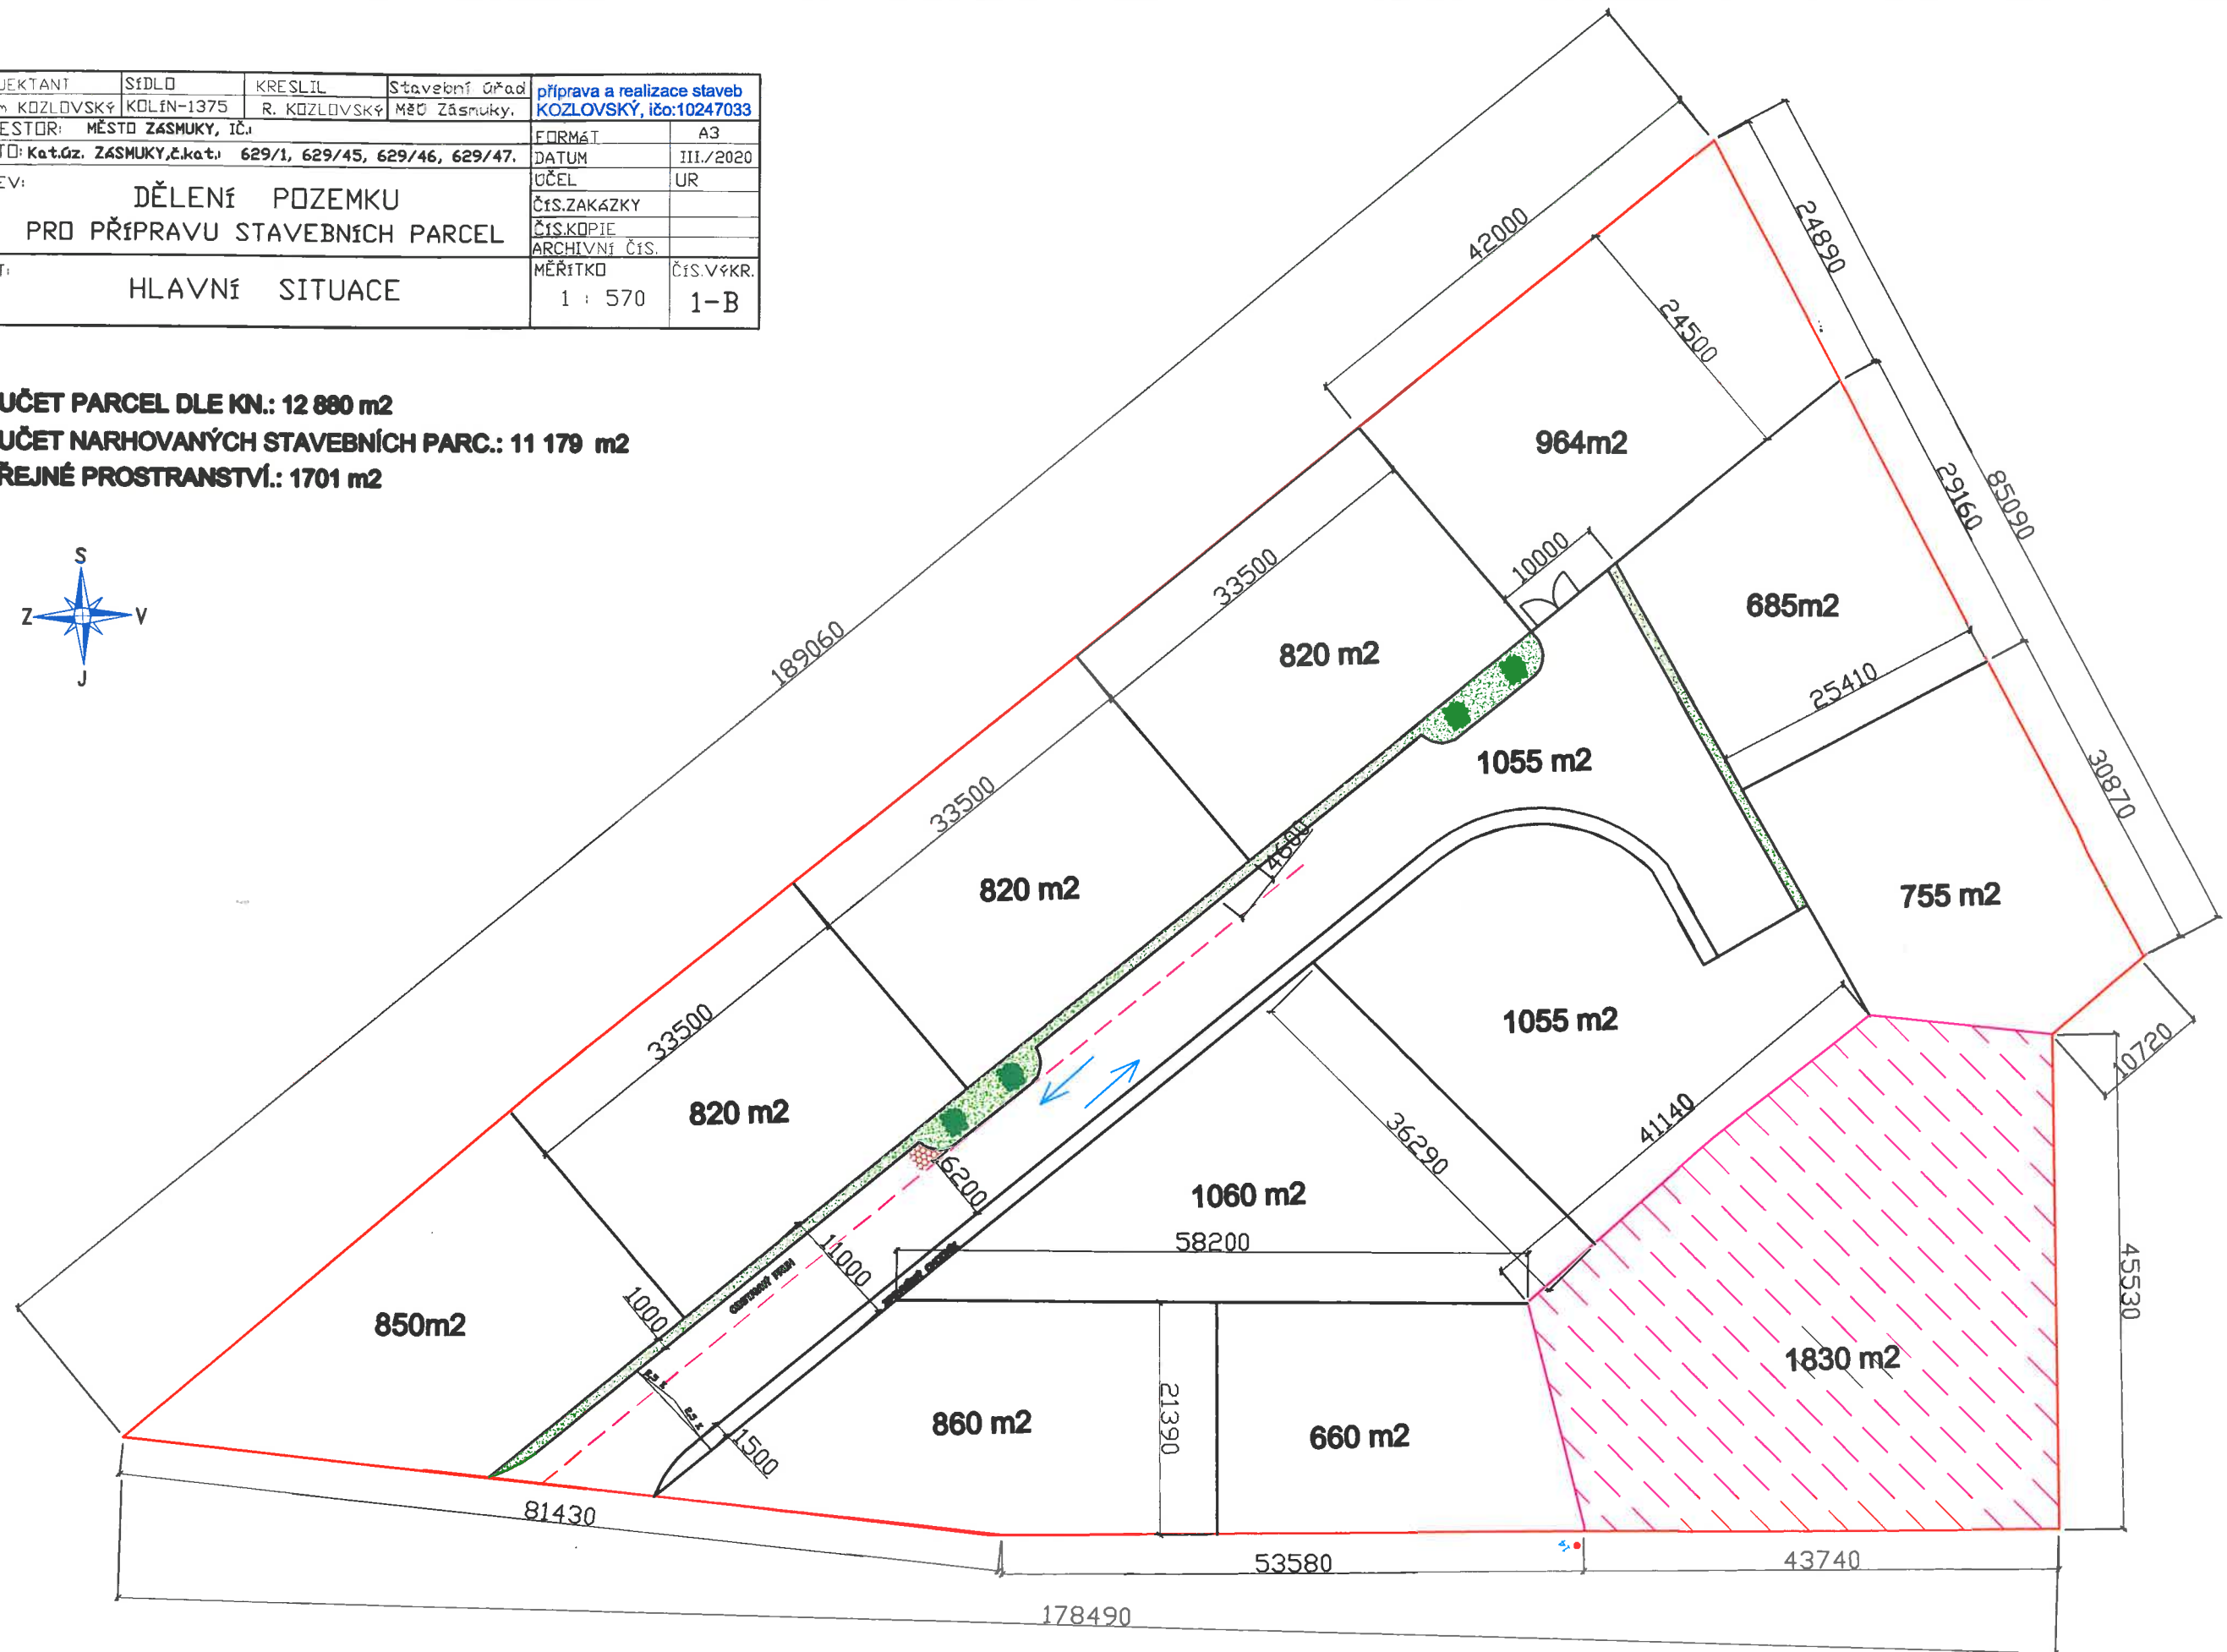 JEKTANT SÍDLO KRESLIL Stavební úřad příprava a realizace staveb
m KOZLOVSKÝ KOLÍN-1375 R. KOZLOVSKÝ MěÚ Zásmuky. KOZLOVSKÝ, ičo:10247033
ESTOR: MĚSTO ZÁSMUKY, IČ.:
FORMÁT A3
TO: Kat.úz. ZÁSMUKY,č.kat.: 629/1, 629/45, 629/46, 629/47.
DATUM III./2020
EV:
ÚČEL UR
DĚLENÍ POZEMKU
ČÍS.ZAKÁZKY
PRO PŘÍPRAVU STAVEBNÍCH PARCEL
ČÍS.KOPIE
ARCHIVNÍ ČÍS.
T:
MĚŘÍTKO ČÍS.VÝKR.
HLAVNÍ SITUACE
1 : 570 1-B
UČET PARCEL DLE KN.: 12 880 m2
UČET NARHOVANÝCH STAVEBNÍCH PARC.: 11 179 m2
ŘEJNÉ PROSTRANSTVÍ.: 1701 m2
S
Z V
J
189060
42000
24890
24500
964m2
85090
29160
33500
10000
685m2
820 m2
25410
1055 m2
30870
33500
4600
820 m2
755 m2
33500
1055 m2
10720
820 m2
41140
36290
6200
1060 m2
58200
11000
45530
1000
850m2
1830 m2
21390
860 m2
660 m2
1500
81430
53580
43740
178490